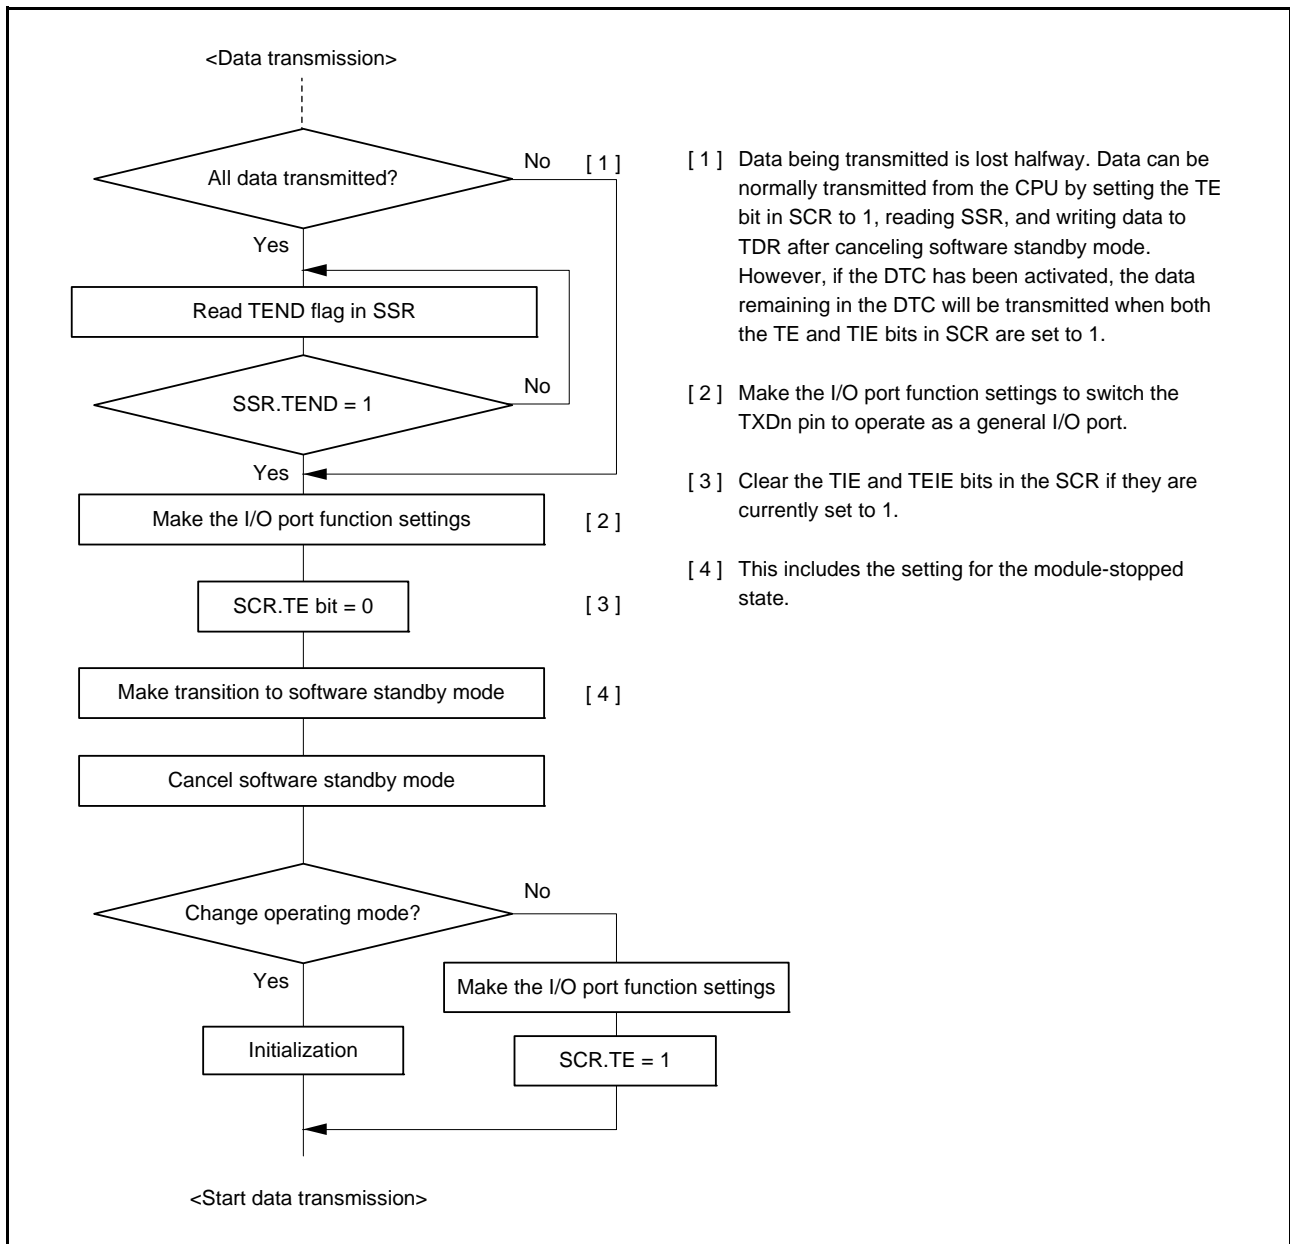 <Data transmission>
All data transmitted?
No
[ 1 ]
Yes
Read TEND flag in SSR
SSR.TEND = 1
No
Yes
Make the I/O port function settings
[ 2 ]
SCR.TE bit = 0
[ 3 ]
Make transition to software standby mode
[ 4 ]
Cancel software standby mode
Change operating mode?
No
Yes
Make the I/O port function settings
Initialization
SCR.TE = 1
<Start data transmission>
[ 1 ] Data being transmitted is lost halfway. Data can be
normally transmitted from the CPU by setting the TE
bit in SCR to 1, reading SSR, and writing data to
TDR after canceling software standby mode.
However, if the DTC has been activated, the data
remaining in the DTC will be transmitted when both
the TE and TIE bits in SCR are set to 1.
[ 2 ] Make the I/O port function settings to switch the
TXDn pin to operate as a general I/O port.
[ 3 ] Clear the TIE and TEIE bits in the SCR if they are
currently set to 1.
[ 4 ] This includes the setting for the module-stopped
state.